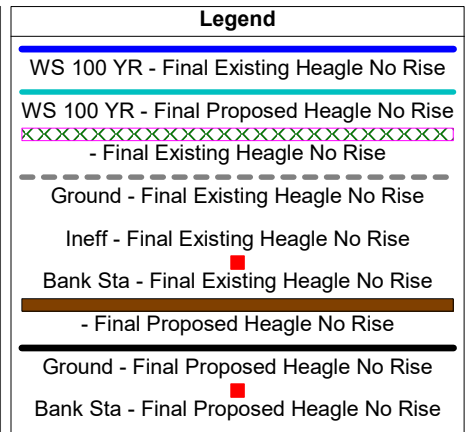 Legend
WS 100 YR - Final Existing Heagle No Rise
WS 100 YR - Final Proposed Heagle No Rise
- Final Existing Heagle No Rise
Ground - Final Existing Heagle No Rise
Ineff - Final Existing Heagle No Rise
Bank Sta - Final Existing Heagle No Rise
- Final Proposed Heagle No Rise
Ground - Final Proposed Heagle No Rise
Bank Sta - Final Proposed Heagle No Rise